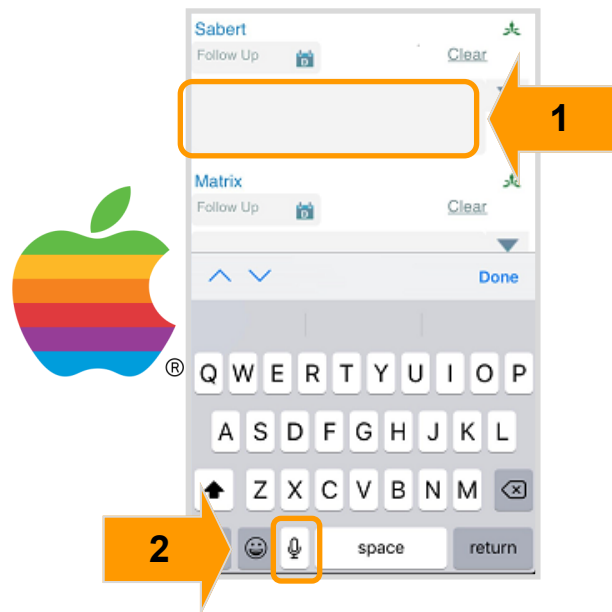 Sabert
Follow Up
Clear
1
Matrix
Follow Up
Clear
Done
®
Q W E R T Y U I O P
A S D F G H J K L
Z X C V B N M
2
space
return